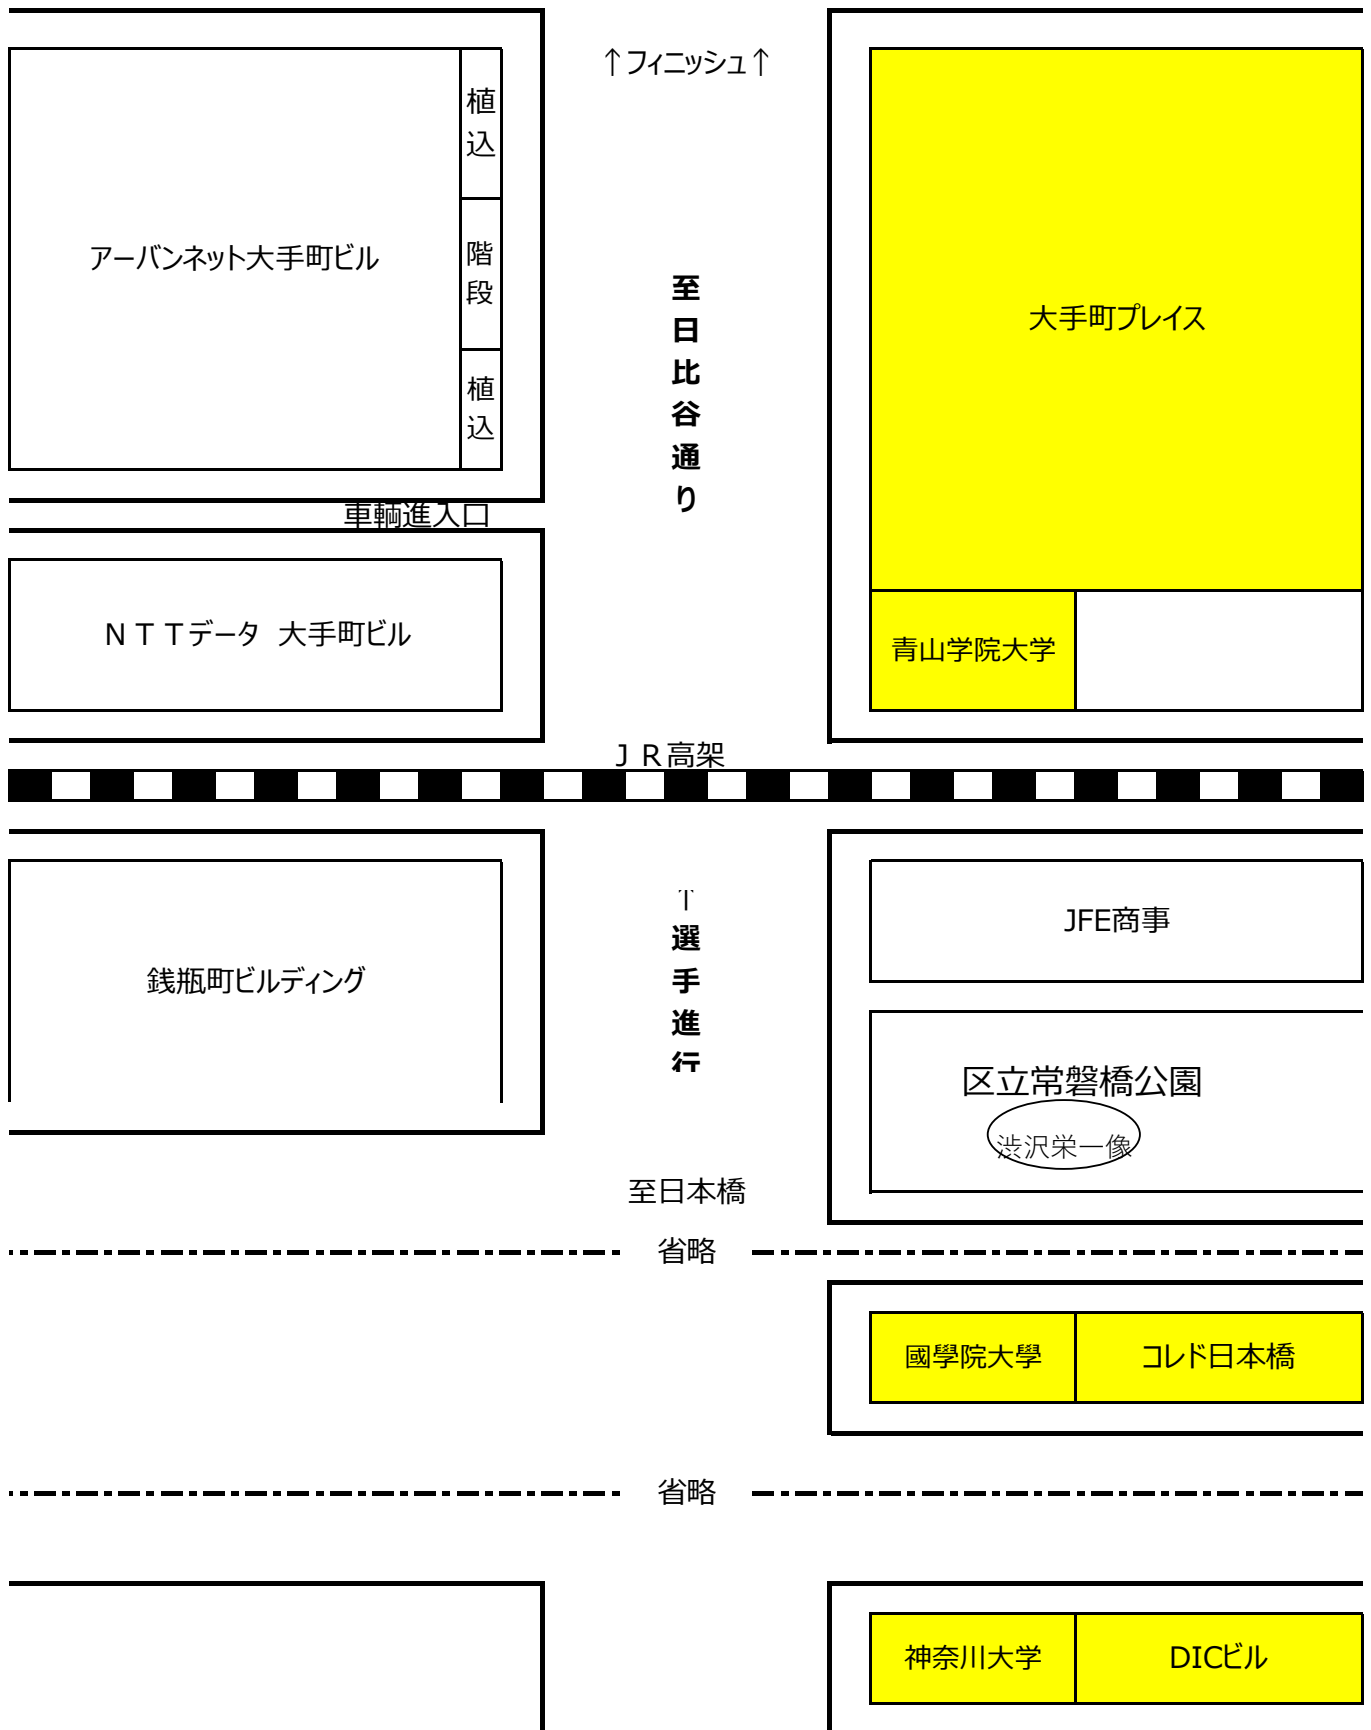 ↑フィニッシュ↑
植込
アーバンネット大手町ビル
階段
植込
至日比谷通り
大手町プレイス
車輌進入口
ＮＴＴデータ　大手町ビル
青山学院大学
ＪＲ高架
銭瓶町ビルディング
↑選手進行
JFE商事
区立常磐橋公園
渋沢栄一像
至日本橋
省略
國學院大學
コレド日本橋
省略
神奈川大学
DICビル